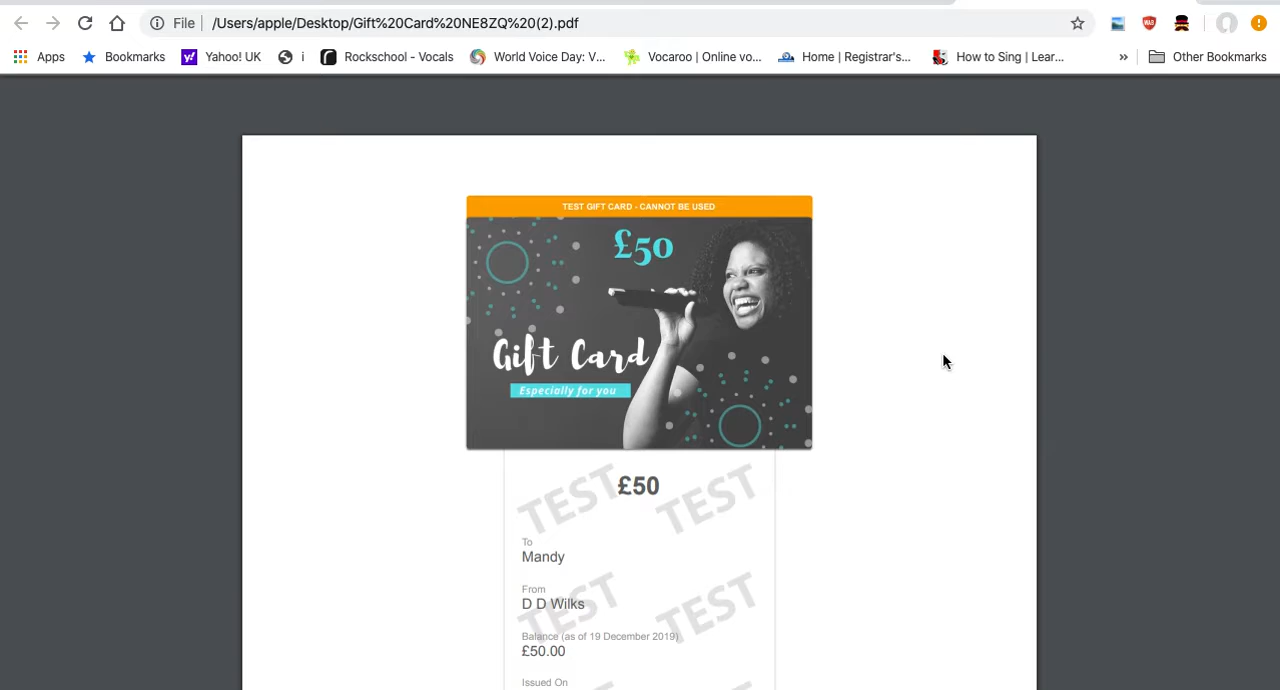 File /Users/apple/Desktop/Gift%20Card%20NE8ZQ%20(2).pdf
WAB
Apps Bookmarks Yahoo! UK i Rockschool - Vocals World Voice Day: V... Vocaroo | Online vo... Home | Registrar's... How to Sing | Lear... » Other Bookmarks
TEST GIFT CARD - CANNOT BE USED
£50
Gift Card
Especially for you
£50
TEST TEST
To
Mandy
From
D D Wilks
TEST TEST
Balance (as of 19 December 2019)
£50.00
Issued On